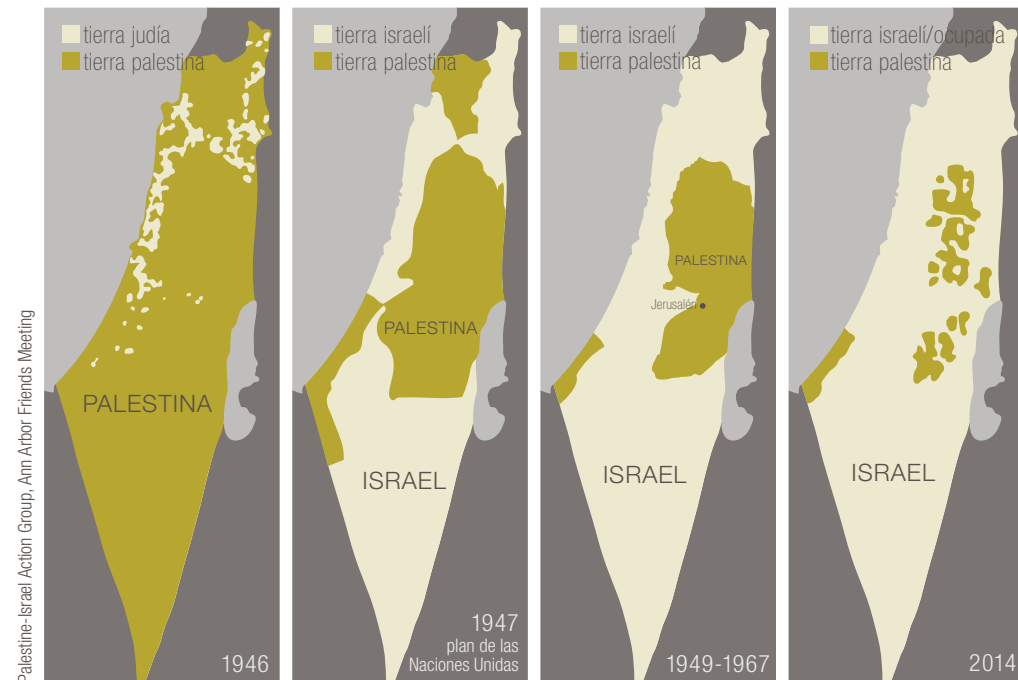 tierra judía
tierra palestina
PALESTINA
1946
tierra israelí
tierra palestina
PALESTINA
ISRAEL
1947
plan de las
Naciones Unidas
tierra israelí
tierra palestina
PALESTINA
Jerusalén
ISRAEL
1949-1967
tierra israelí/ocupada
tierra palestina
ISRAEL
2014
Palestine-Israel Action Group, Ann Arbor Friends Meeting